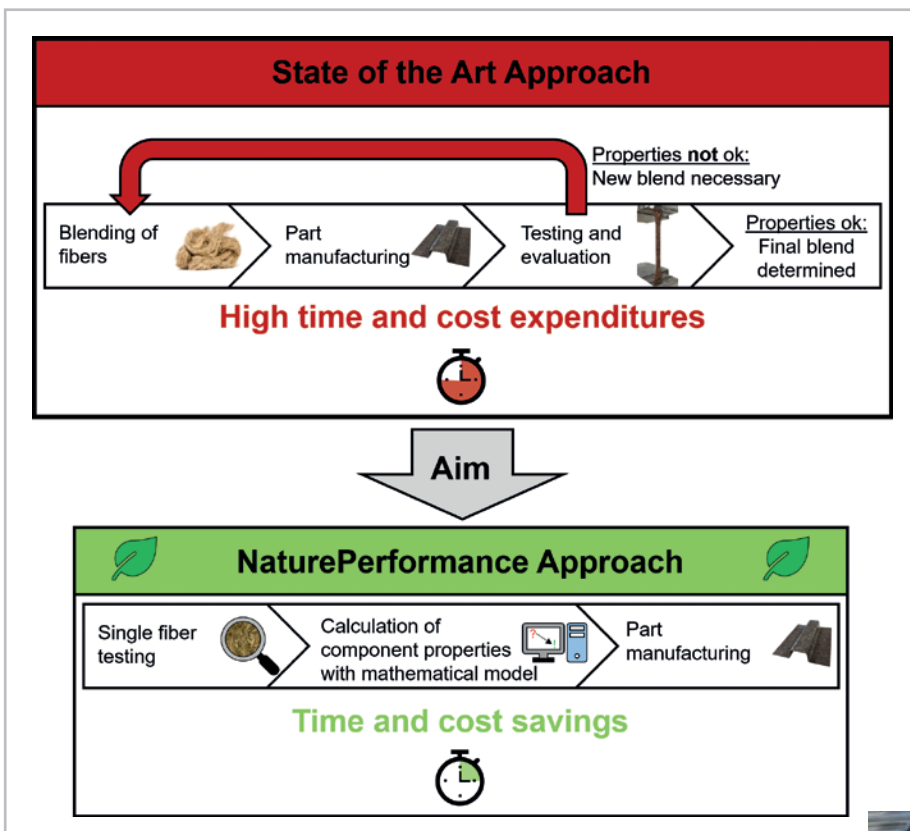 State of the Art Approach
Properties not ok:
New blend necessary
Blending of
fibers
Part
manufacturing
Testing and
evaluation
Properties ok:
Final blend
determined
High time and cost expenditures
Aim
NaturePerformance Approach
Single fiber
testing
Calculation of
component properties
with mathematical model
Part
manufacturing
Time and cost savings